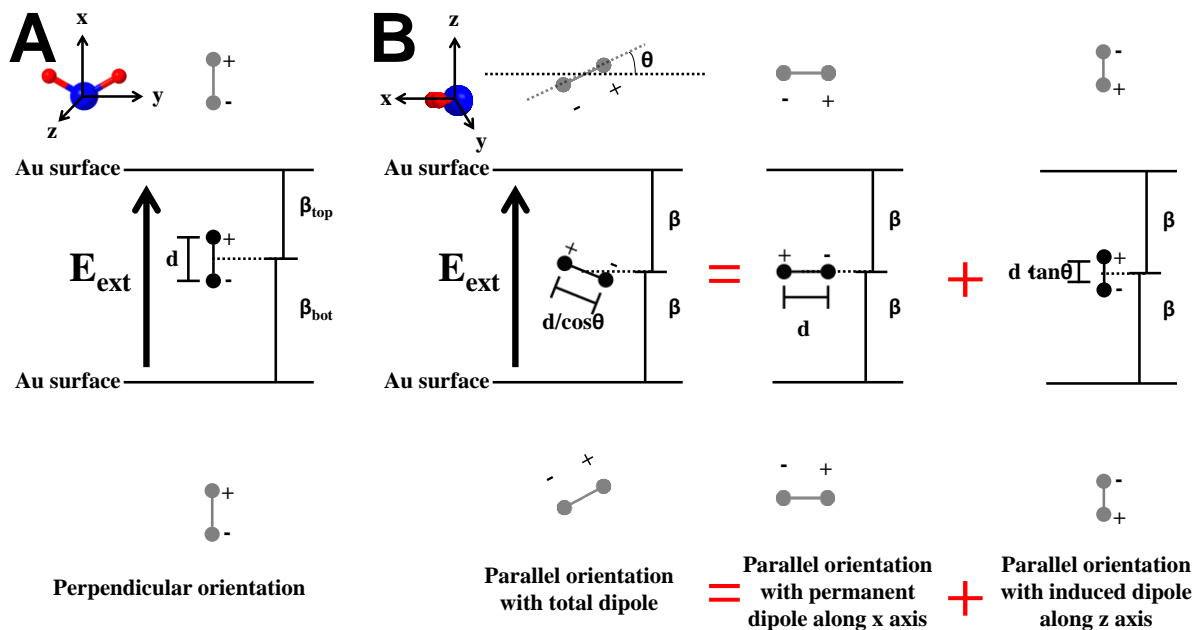 A
x
y
z
+
-
Au surface
E_ext
d
+
-
β_top
β_bot
Au surface
+
-
Perpendicular orientation
B
z
x
y
θ
-
+
Au surface
E_ext
+
-
d/cosθ
β
β
Au surface
-
+
Parallel orientation
with total dipole
=
=
-
+
+
-
d
β
β
-
+
Parallel orientation
with permanent
dipole along x axis
+
+
-
+
d tanθ
+
-
β
β
-
+
Parallel orientation
with induced dipole
along z axis